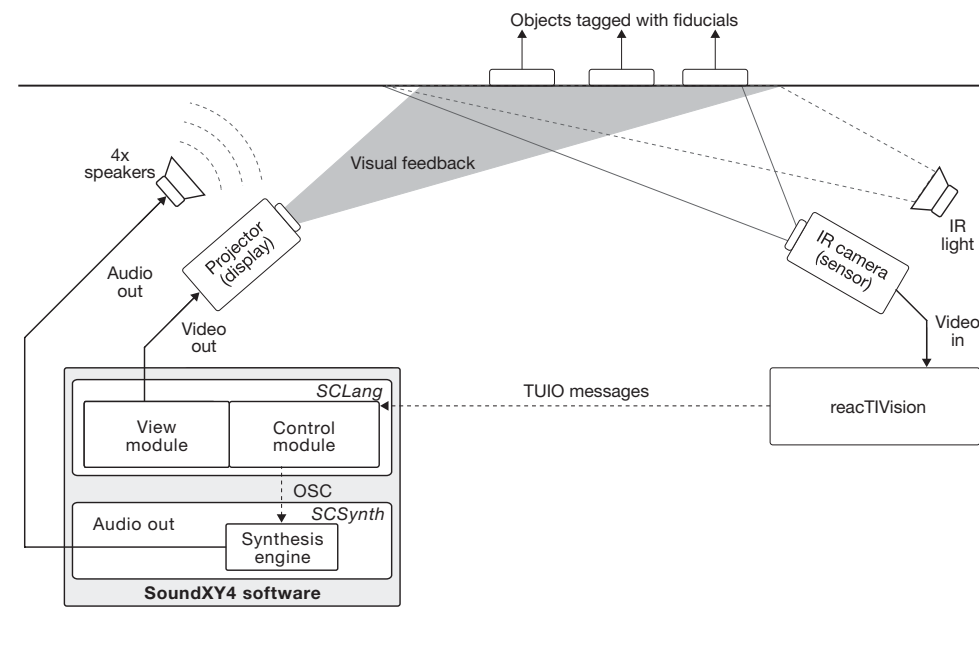 Objects tagged with fiducials
4x
speakers
Visual feedback
Projector
(display)
IR camera
(sensor)
IR
light
Audio
out
Video
out
Video
in
SCLang
View
module
Control
module
TUIO messages
reacTIVision
OSC
SCSynth
Audio out
Synthesis
engine
SoundXY4 software